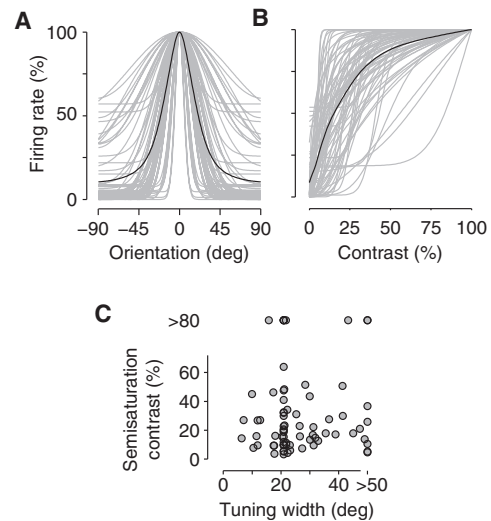 A
B
100
50
0
Firing rate (%)
−90 −45 0 45 90
Orientation (deg)
0 25 50 75 100
Contrast (%)
C
>80
60
40
20
0
Semisaturation
contrast (%)
0 20 40 >50
Tuning width (deg)